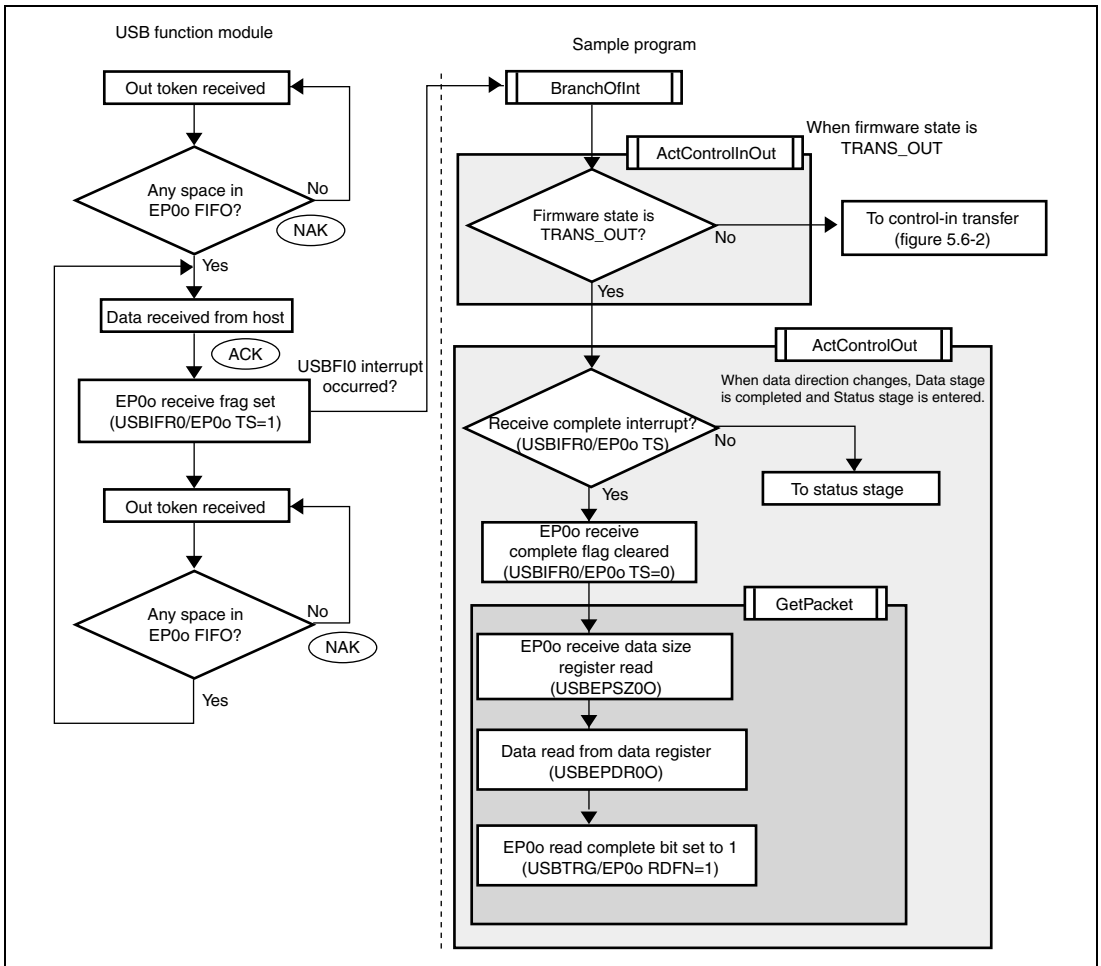 USB function module
Out token received
Any space in
EP0o FIFO?
No
NAK
Yes
Data received from host
ACK
USBFI0 interrupt
occurred?
EP0o receive frag set
(USBIFR0/EP0o TS=1)
Out token received
Any space in
EP0o FIFO?
No
NAK
Yes
Sample program
BranchOfInt
When firmware state is
TRANS_OUT
ActControlInOut
Firmware state is
TRANS_OUT?
No
To control-in transfer
(figure 5.6-2)
Yes
ActControlOut
When data direction changes, Data stage
is completed and Status stage is entered.
Receive complete interrupt?
(USBIFR0/EP0o TS)
No
To status stage
Yes
EP0o receive
complete flag cleared
(USBIFR0/EP0o TS=0)
GetPacket
EP0o receive data size
register read
(USBEPSZ0O)
Data read from data register
(USBEPDR0O)
EP0o read complete bit set to 1
(USBTRG/EP0o RDFN=1)